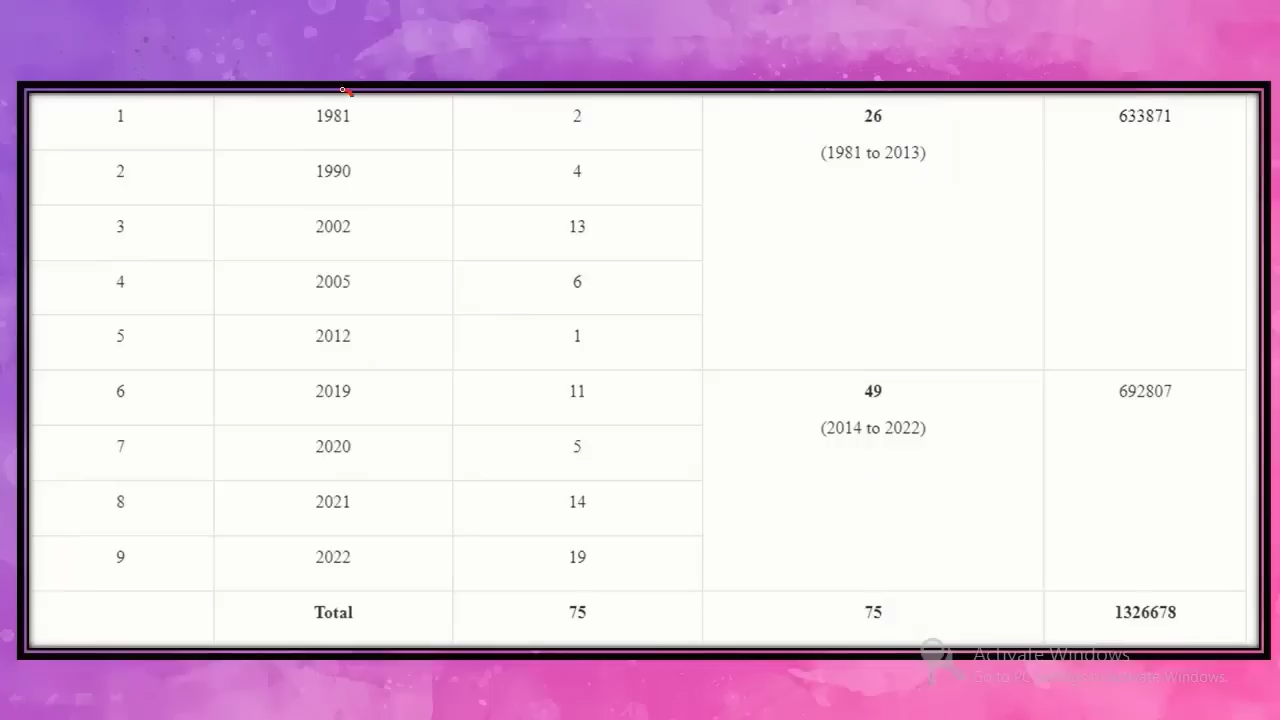 1 1981 2 26 633871
(1981 to 2013)
2 1990 4
3 2002 13
4 2005 6
5 2012 1
6 2019 11 49 692807
(2014 to 2022)
7 2020 5
8 2021 14
9 2022 19
Total 75 75 1326678
Activate Windows
Go to PC settings to activate Windows.